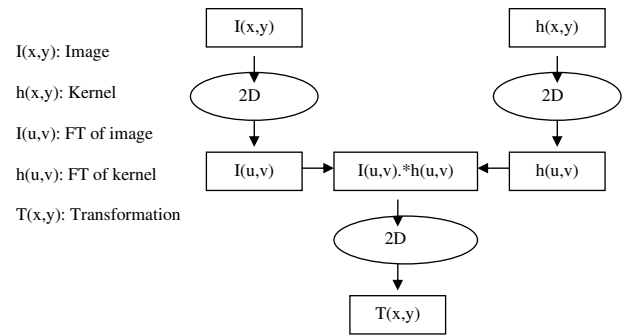 I(x,y)
h(x,y)
I(x,y): Image
h(x,y): Kernel
I(u,v): FT of image
h(u,v): FT of kernel
T(x,y): Transformation
2D
2D
I(u,v)
I(u,v).*h(u,v)
h(u,v)
2D
T(x,y)